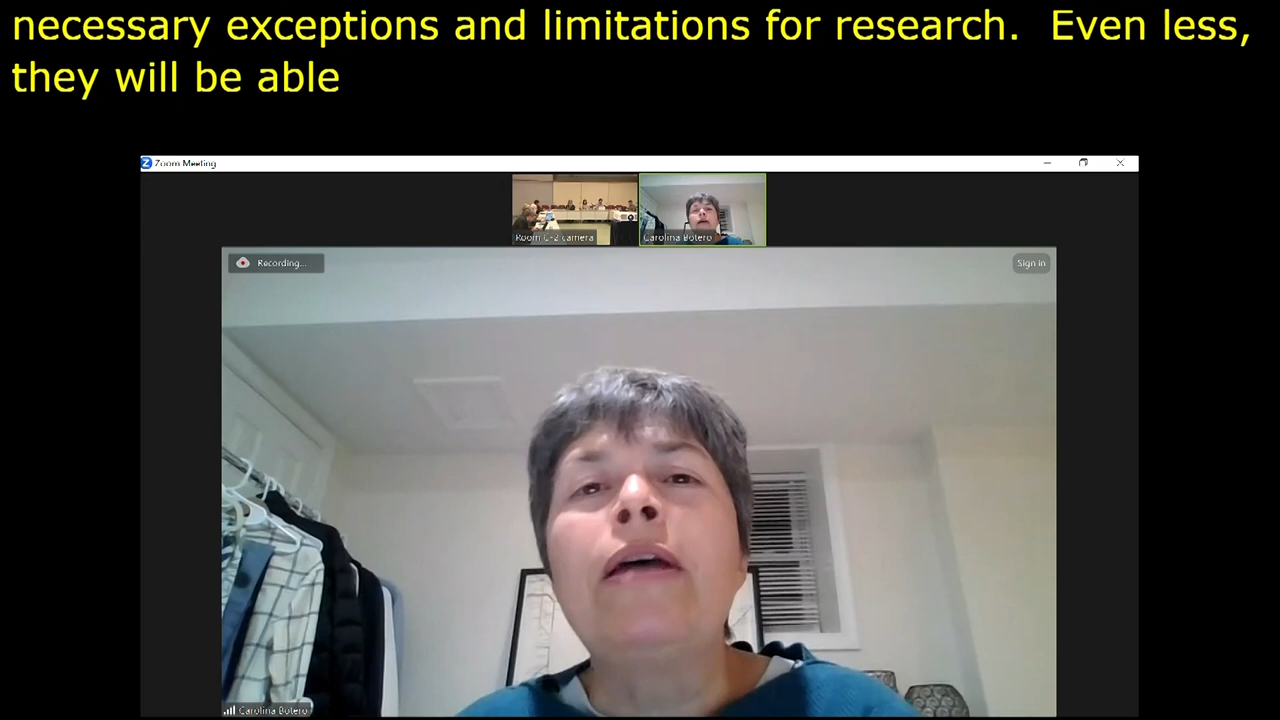 necessary exceptions and limitations for research.  Even less,
they will be able
Zoom Meeting
Room C-2 camera
Carolina Botero
Recording...
Sign in
Carolina Botero